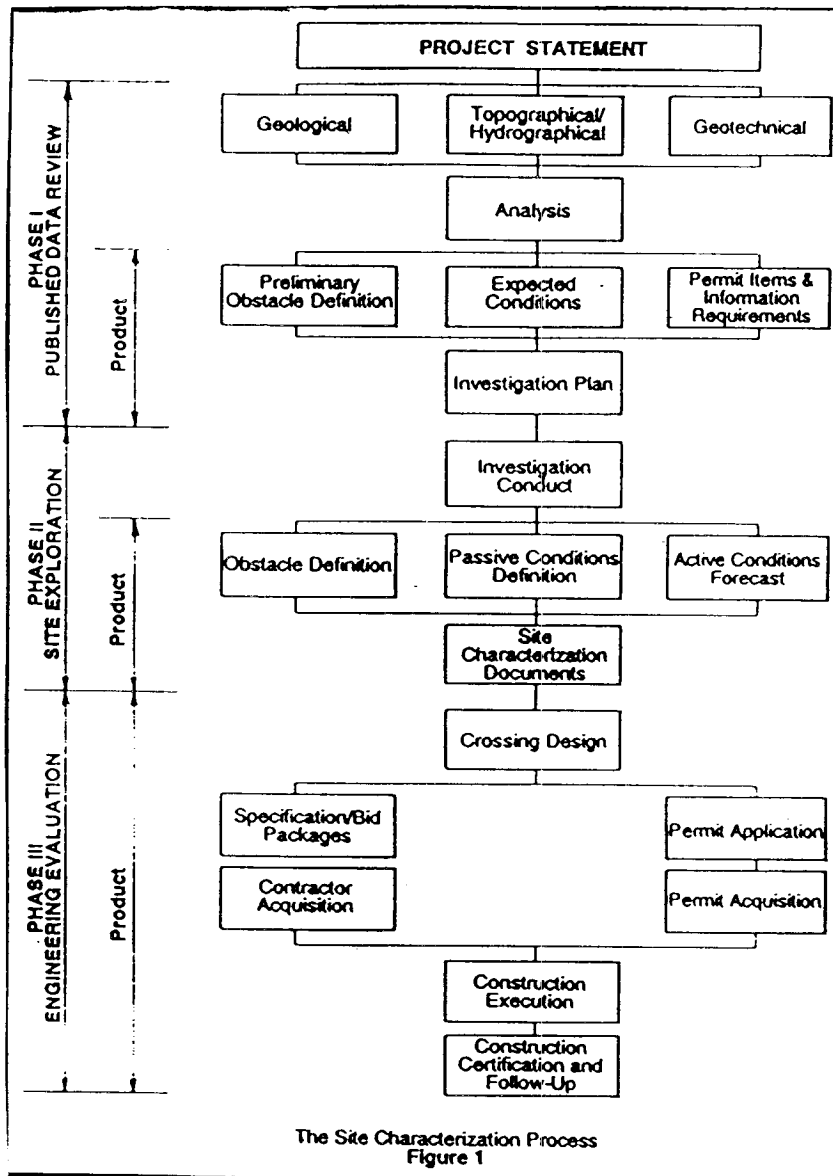 PROJECT STATEMENT
PHASE I
PUBLISHED DATA REVIEW
Product
Geological
Topographical/
Hydrographical
Geotechnical
Analysis
Preliminary
Obstacle Definition
Expected
Conditions
Permit Items &
Information
Requirements
Investigation Plan
PHASE II
SITE EXPLORATION
Product
Investigation
Conduct
Obstacle Definition
Passive Conditions
Definition
Active Conditions
Forecast
Site
Characterization
Documents
PHASE III
ENGINEERING EVALUATION
Product
Crossing Design
Specification/Bid
Packages
Permit Application
Contractor
Acquisition
Permit Acquisition
Construction
Execution
Construction
Certification and
Follow-Up
The Site Characterization Process
Figure 1